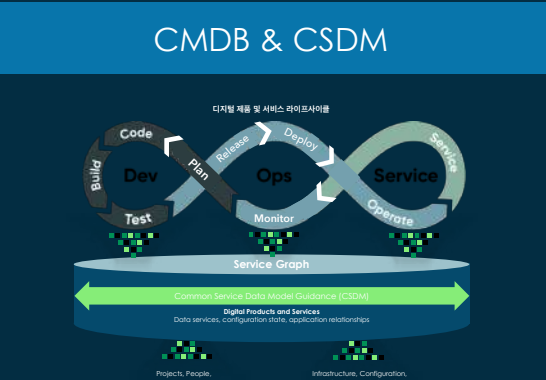 CMDB & CSDM
디지털 제품 및 서비스 라이프사이클
Code
Build
Dev
Test
Plan
Release
Deploy
Ops
Monitor
Service
Service
Operate
Service Graph
Common Service Data Model Guidance (CSDM)
Digital Products and Services
Data services, configuration state, application relationships
Projects, People,
Infrastructure, Configuration,